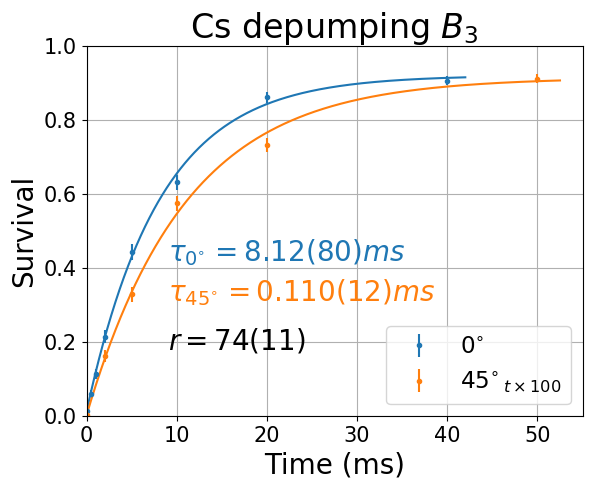 Cs depumping B₃
1.0
0.8
0.6
0.4
0.2
0.0
Survival
τ₀° = 8.12(80)ms
τ₄₅° = 0.110(12)ms
r = 74(11)
0°
45° t × 100
0
10
20
30
40
50
Time (ms)